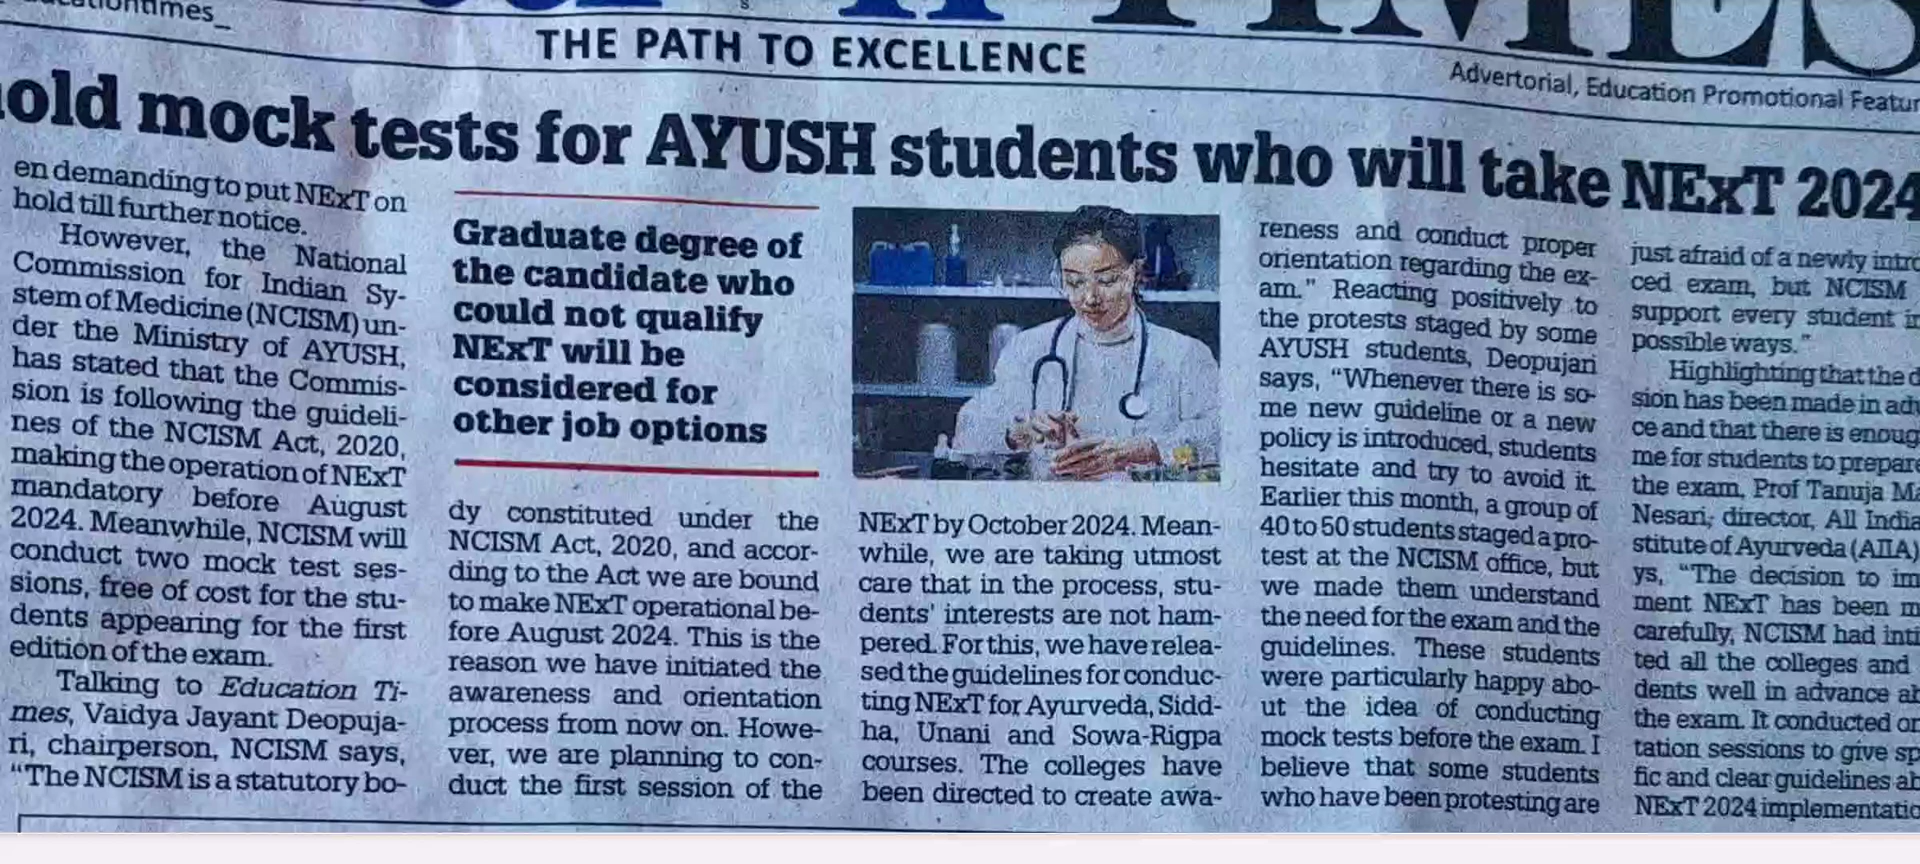 THE PATH TO EXCELLENCE
TIMES
Advertorial, Education Promotional
mock tests for AYUSH students who will take NExT 2024
en demanding to put NExT on
hold till further notice.
However, the National
Commission for Indian Sy-
stem of Medicine (NCISM) un-
der the Ministry of AYUSH,
has stated that the Commis-
sion is following the guideli-
nes of the NCISM Act, 2020,
making the operation of NExT
mandatory before August
2024. Meanwhile, NCISM will
conduct two mock test ses-
sions, free of cost for the stu-
dents appearing for the first
edition of the exam.
Talking to Education Ti-
mes, Vaidya Jayant Deopuja-
ri, chairperson, NCISM says,
"The NCISM is a statutory bo-
Graduate degree of
the candidate who
could not qualify
NExT will be
considered for
other job options
dy constituted under the
NCISM Act, 2020, and accor-
ding to the Act we are bound
to make NExT operational be-
fore August 2024. This is the
reason we have initiated the
awareness and orientation
process from now on. Howe-
ver, we are planning to con-
duct the first session of the
NExT by October 2024. Mean-
while, we are taking utmost
care that in the process, stu-
dents' interests are not ham-
pered. For this, we have relea-
sed the guidelines for conduc-
ting NExT for Ayurveda, Sidd-
ha, Unani and Sowa-Rigpa
courses. The colleges have
been directed to create awa-
reness and conduct proper
orientation regarding the ex-
am." Reacting positively to
the protests staged by some
AYUSH students, Deopujari
says, "Whenever there is so-
me new guideline or a new
policy is introduced, students
hesitate and try to avoid it.
Earlier this month, a group of
40 to 50 students staged a pro-
test at the NCISM office, but
we made them understand
the need for the exam and the
guidelines. These students
were particularly happy abo-
ut the idea of conducting
mock tests before the exam. I
believe that some students
who have been protesting are
just afraid of a newly
ced exam, but NCISM
support every student
possible ways."
Highlighting that the
sion has been made in
ce and that there is
me for students to prepare
the exam, Prof Tanuja
Nesari, director, All India
stitute of Ayurveda (AIIA)
ys, "The decision to
ment NExT has been
carefully, NCISM had
ted all the colleges and
dents well in advance
the exam. It conducted
tation sessions to give
fic and clear guidelines
NExT 2024